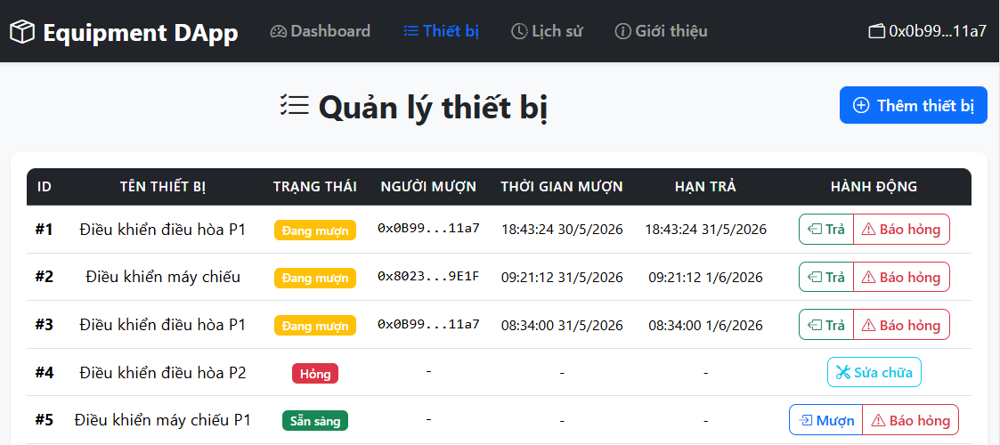 Equipment DApp Dashboard Thiết bị Lịch sử Giới thiệu 0x0b99...11a7
Quản lý thiết bị Thêm thiết bị
ID TÊN THIẾT BỊ TRẠNG THÁI NGƯỜI MƯỢN THỜI GIAN MƯỢN HẠN TRẢ HÀNH ĐỘNG
#1 Điều khiển điều hòa P1 Đang mượn 0x0B99...11a7 18:43:24 30/5/2026 18:43:24 31/5/2026 Trả Báo hỏng
#2 Điều khiển máy chiếu Đang mượn 0x8023...9E1F 09:21:12 31/5/2026 09:21:12 1/6/2026 Trả Báo hỏng
#3 Điều khiển điều hòa P1 Đang mượn 0x0B99...11a7 08:34:00 31/5/2026 08:34:00 1/6/2026 Trả Báo hỏng
#4 Điều khiển điều hòa P2 Hỏng - - - Sửa chữa
#5 Điều khiển máy chiếu P1 Sẵn sàng - - - Mượn Báo hỏng